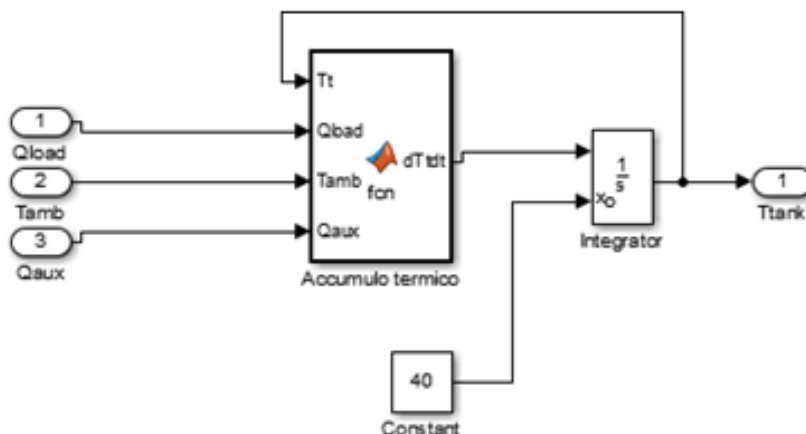 Tt
1
Qload
Qload
2
Tamb
Tamb
3
Qaux
Qaux
dTtdt
fcn
Accumulo termico
1
s
xo
Integrator
1
Ttank
40
Constant